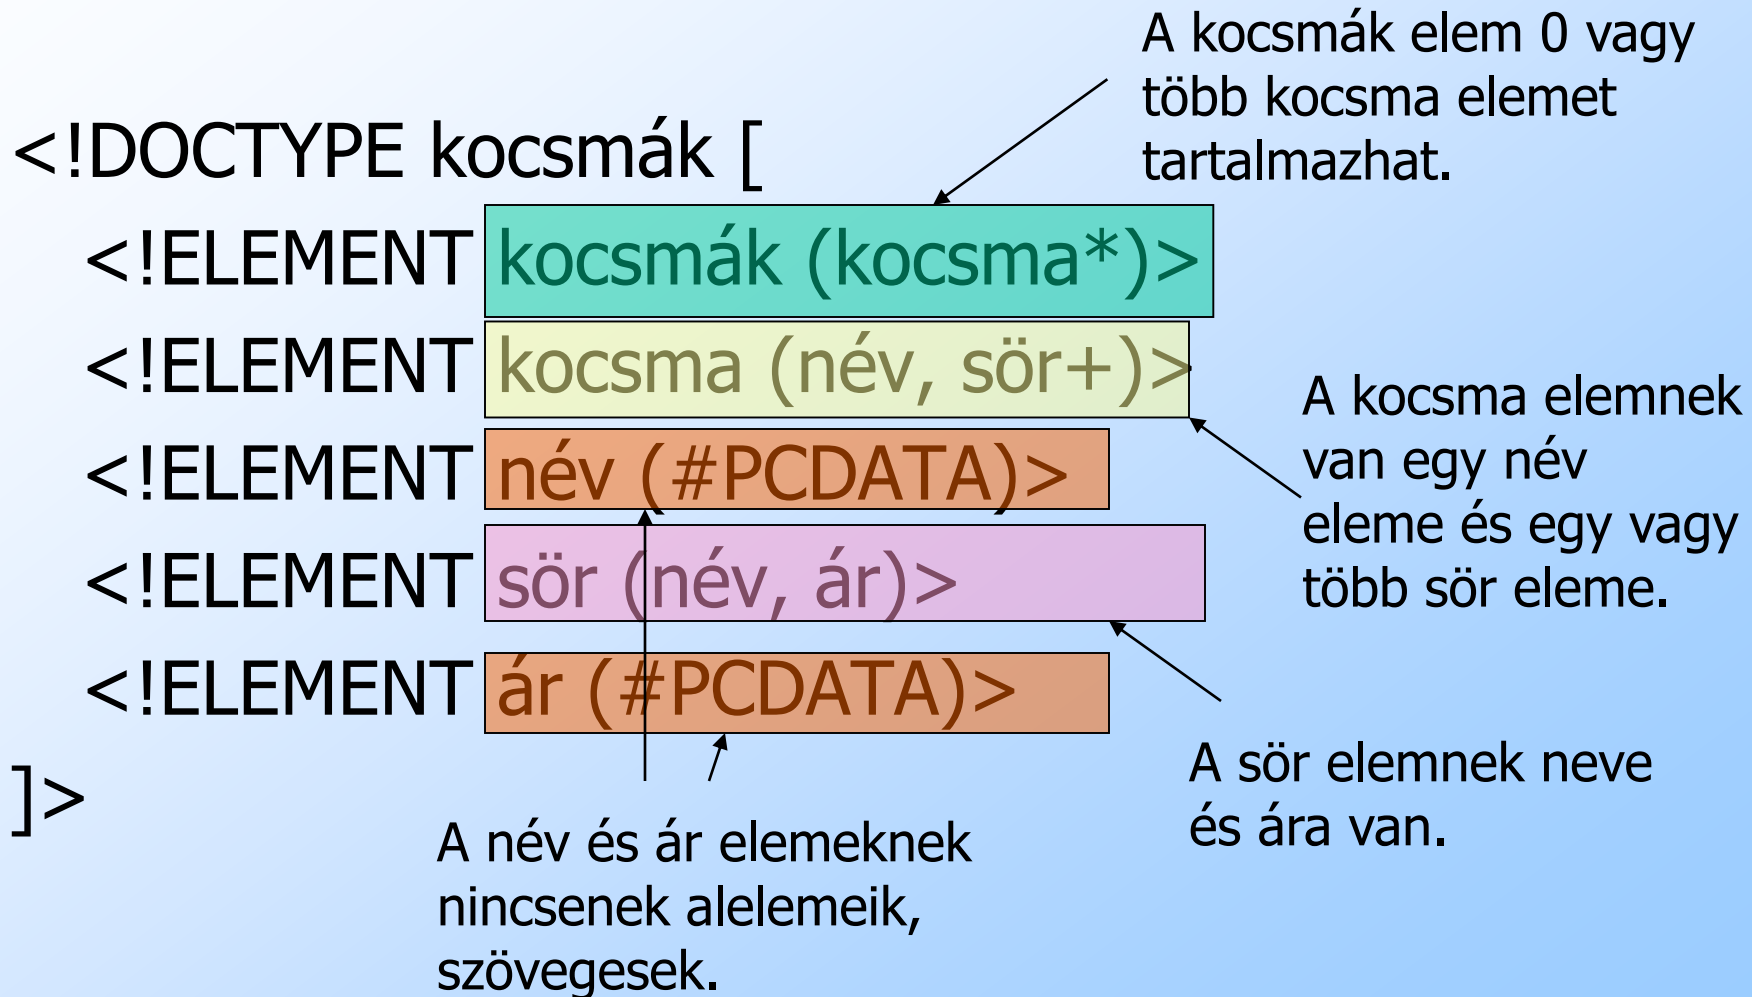 A kocsmák elem 0 vagy
több kocsma elemet
tartalmazhat.
<!DOCTYPE kocsmák [
<!ELEMENT kocsmák (kocsma*)>
<!ELEMENT kocsma (név, sör+)>
<!ELEMENT név (#PCDATA)>
<!ELEMENT sör (név, ár)>
<!ELEMENT ár (#PCDATA)>
]>
A kocsma elemnek
van egy név
eleme és egy vagy
több sör eleme.
A sör elemnek neve
és ára van.
A név és ár elemeknek
nincsenek alelemeik,
szövegesek.